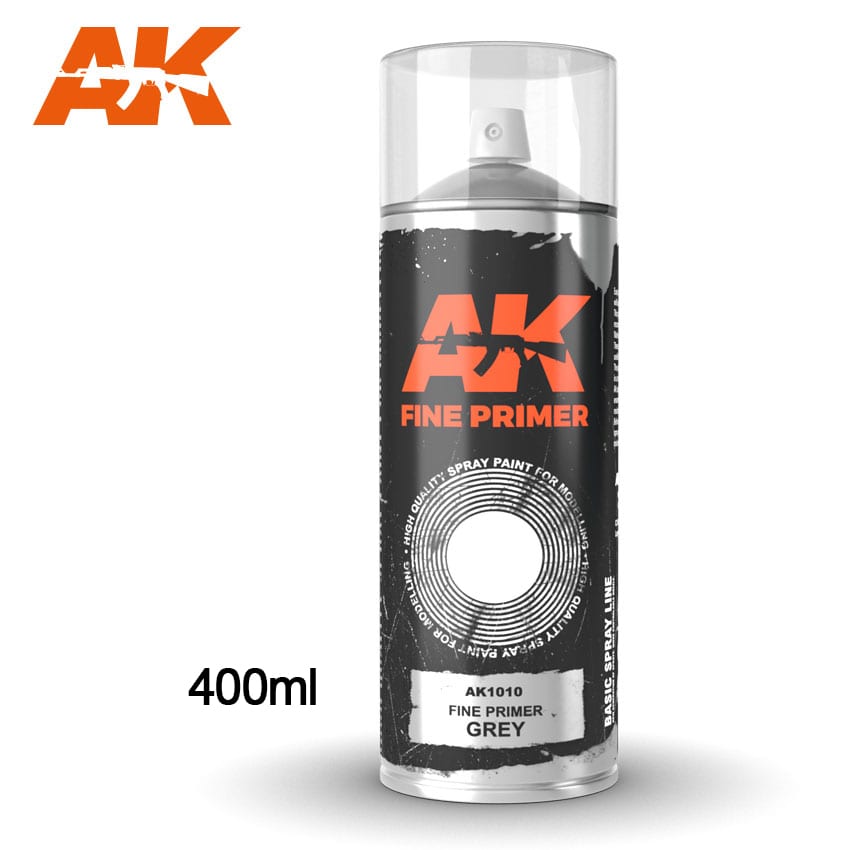 AK
AK
FINE PRIMER
HIGH QUALITY SPRAY PAINT FOR MODELLING • HIGH QUALITY SPRAY PAINT FOR MODELLING •
BASIC SPRAY LINE
400ml
AK1010
FINE PRIMER
GREY